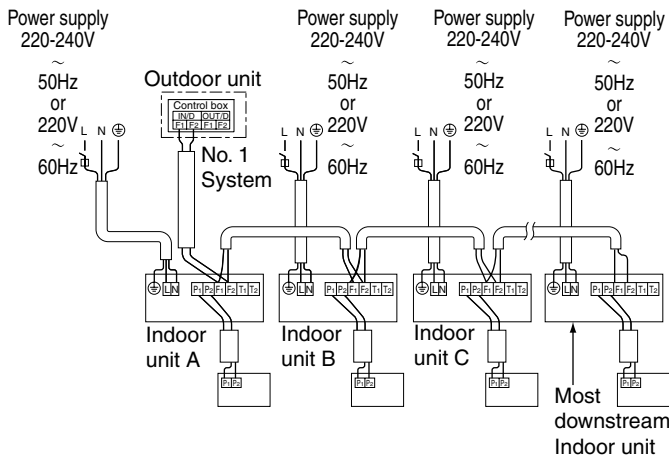 Power supply
220-240V
~
50Hz
or
220V
~
60Hz
L N
Outdoor unit
Control box
IN/D OUT/D
F1 F2 F1 F2
No. 1
System
Power supply
220-240V
~
50Hz
or
220V
~
60Hz
L N
Power supply
220-240V
~
50Hz
or
220V
~
60Hz
L N
Power supply
220-240V
~
50Hz
or
220V
~
60Hz
L N
L N
P1 P2 F1 F2 T1 T2
Indoor
unit A
P1 P2
L N
P1 P2 F1 F2 T1 T2
Indoor
unit B
P1 P2
L N
P1 P2 F1 F2 T1 T2
Indoor
unit C
P1 P2
L N
P1 P2 F1 F2 T1 T2
Most
downstream
Indoor unit
P1 P2